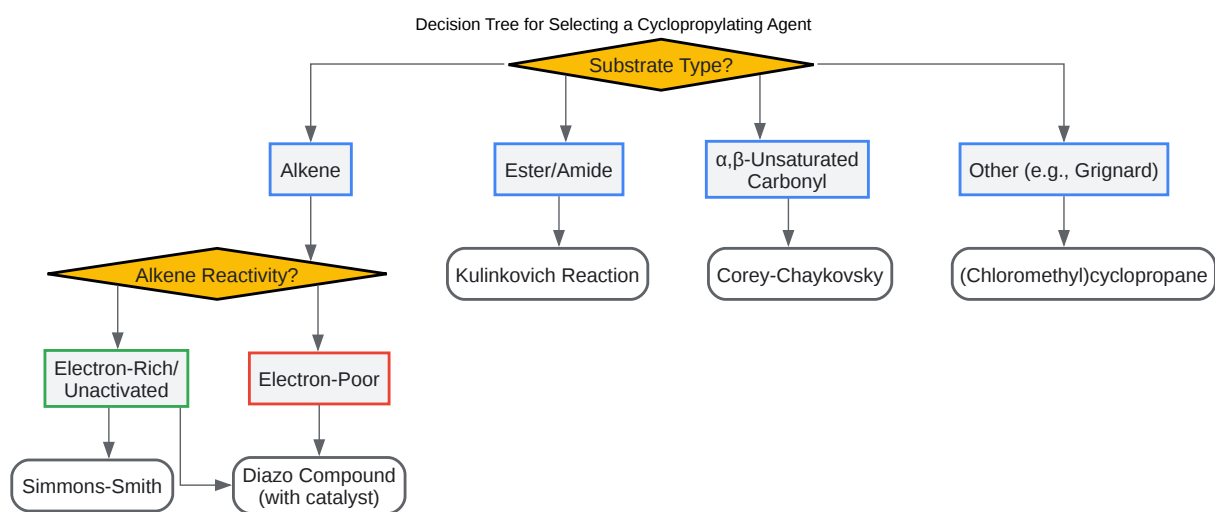 Decision Tree for Selecting a Cyclopropylating Agent
Substrate Type?
Alkene
Ester/Amide
α,β-Unsaturated
Carbonyl
Other (e.g., Grignard)
Alkene Reactivity?
Kulinkovich Reaction
Corey-Chaykovsky
(Chloromethyl)cyclopropane
Electron-Rich/
Unactivated
Electron-Poor
Simmons-Smith
Diazo Compound
(with catalyst)